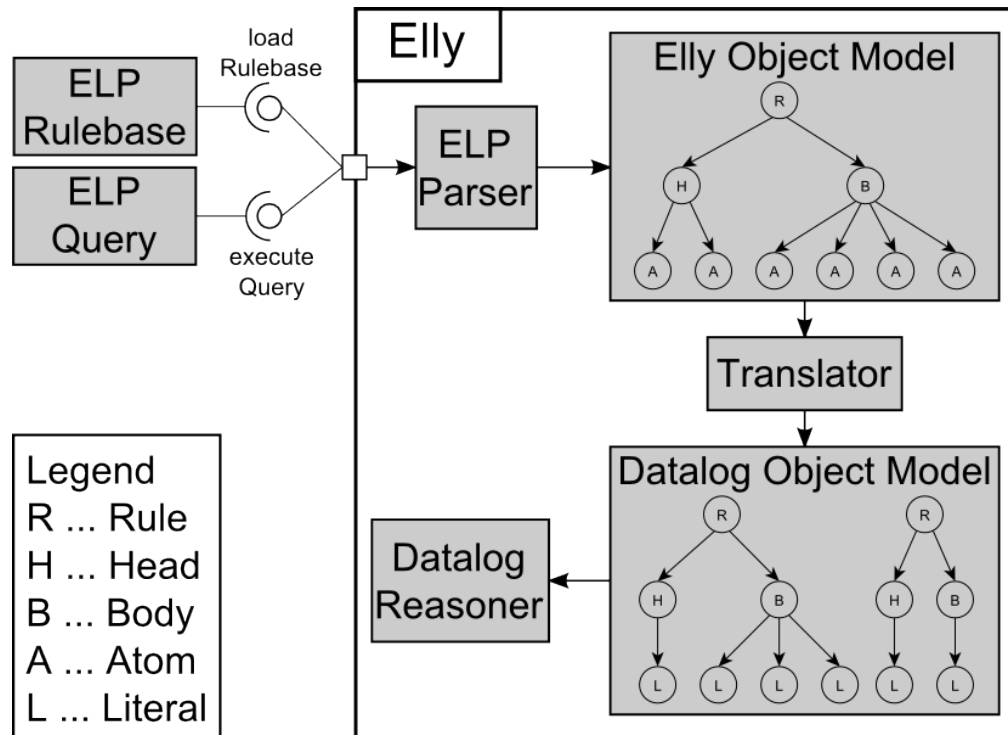 Elly
load
Rulebase
ELP
Rulebase
ELP
Query
execute
Query
ELP
Parser
Elly Object Model
R
H B
A A A A A A
Translator
Datalog Object Model
R R
H B H B
L L L L L L
Datalog
Reasoner
Legend
R ... Rule
H ... Head
B ... Body
A ... Atom
L ... Literal